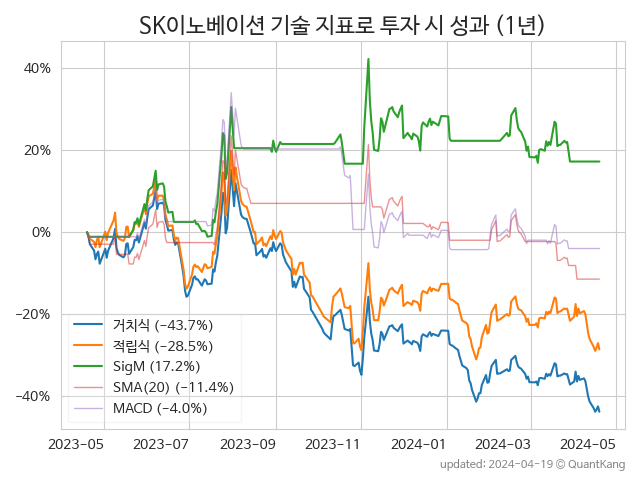 SK이노베이션 기술 지표로 투자 시 성과 (1년)
40%
20%
0%
−20%
−40%
거치식 (−43.7%)
적립식 (−28.5%)
SigM (17.2%)
SMA(20) (−11.4%)
MACD (−4.0%)
2023-05 2023-07 2023-09 2023-11 2024-01 2024-03 2024-05
updated: 2024-04-19 © QuantKang